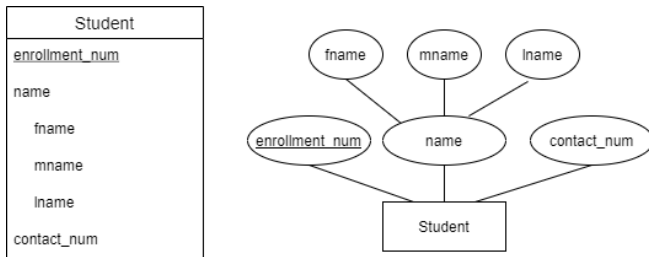 Student
enrollment_num
name
fname
mname
lname
contact_num
fname mname lname
enrollment_num name contact_num
Student